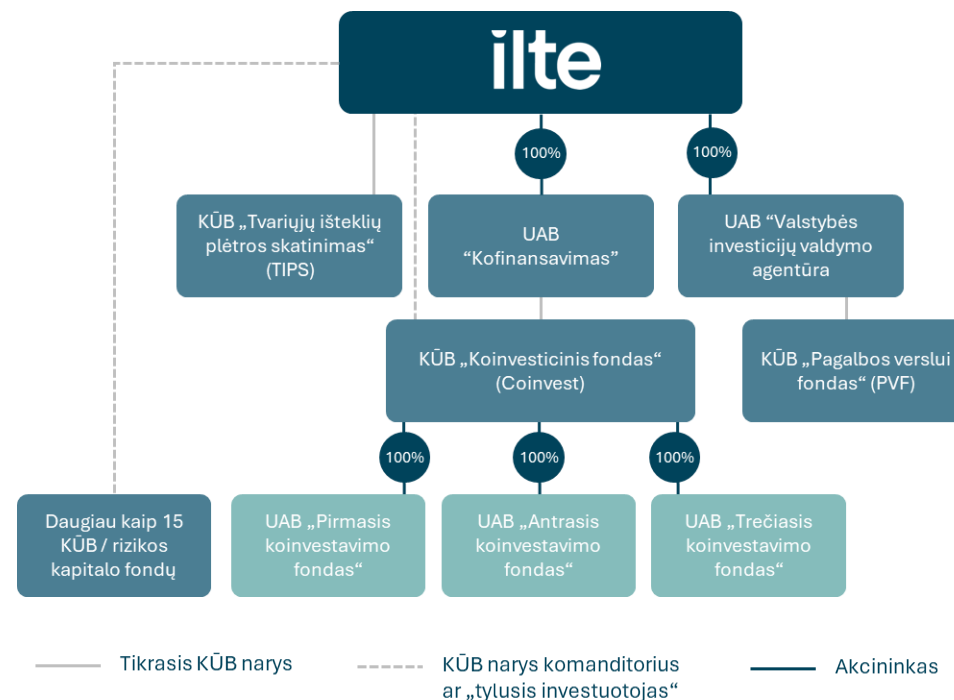 ilte
100%
100%
KŪB „Tvariųjų išteklių
plėtros skatinimas“
(TIPS)
UAB
“Kofinansavimas”
UAB “Valstybės
investicijų valdymo
agentūra
KŪB „Koinvesticinis fondas“
(Coinvest)
KŪB „Pagalbos verslui
fondas“ (PVF)
100%
100%
100%
Daugiau kaip 15
KŪB / rizikos
kapitalo fondų
UAB „Pirmasis
koinvestavimo
fondas“
UAB „Antrasis
koinvestavimo
fondas“
UAB „Trečiasis
koinvestavimo
fondas“
Tikrasis KŪB narys
KŪB narys komanditorius
ar „tylusis investuotojas“
Akcininkas